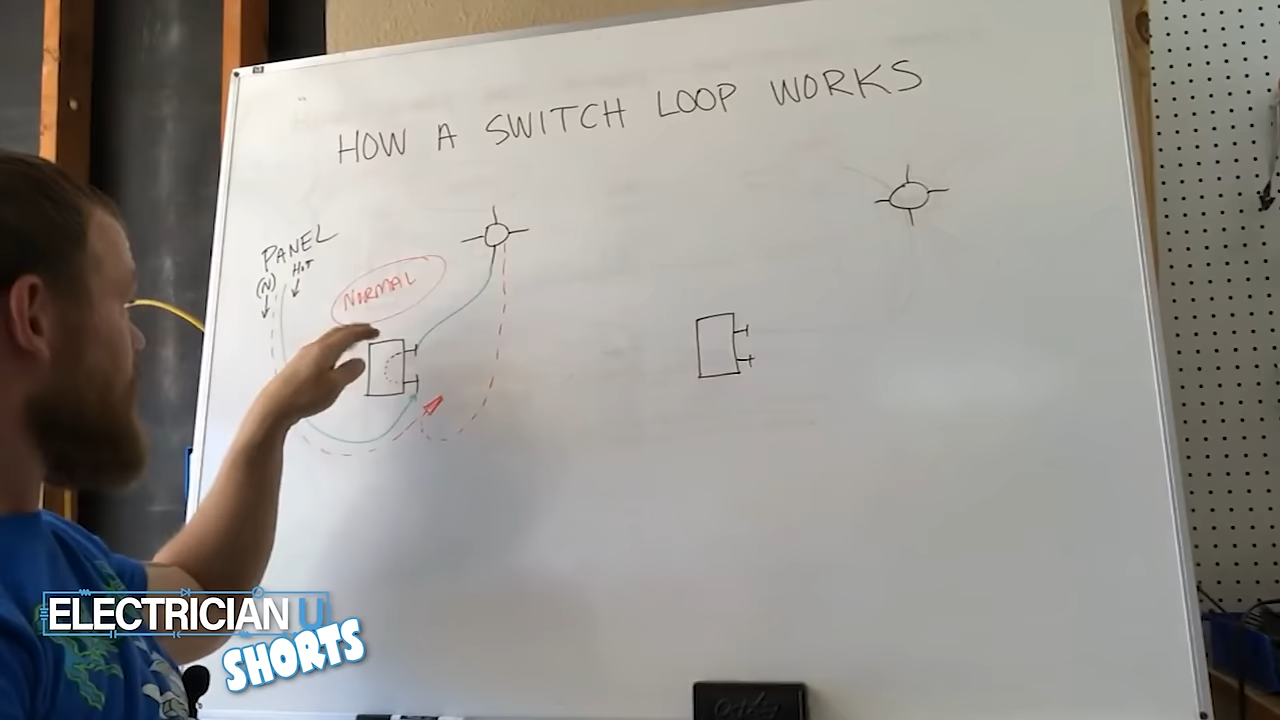 HOW A SWITCH LOOP WORKS
PANEL
(N) HOT
NORMAL
ELECTRICIAN U
SHORTS